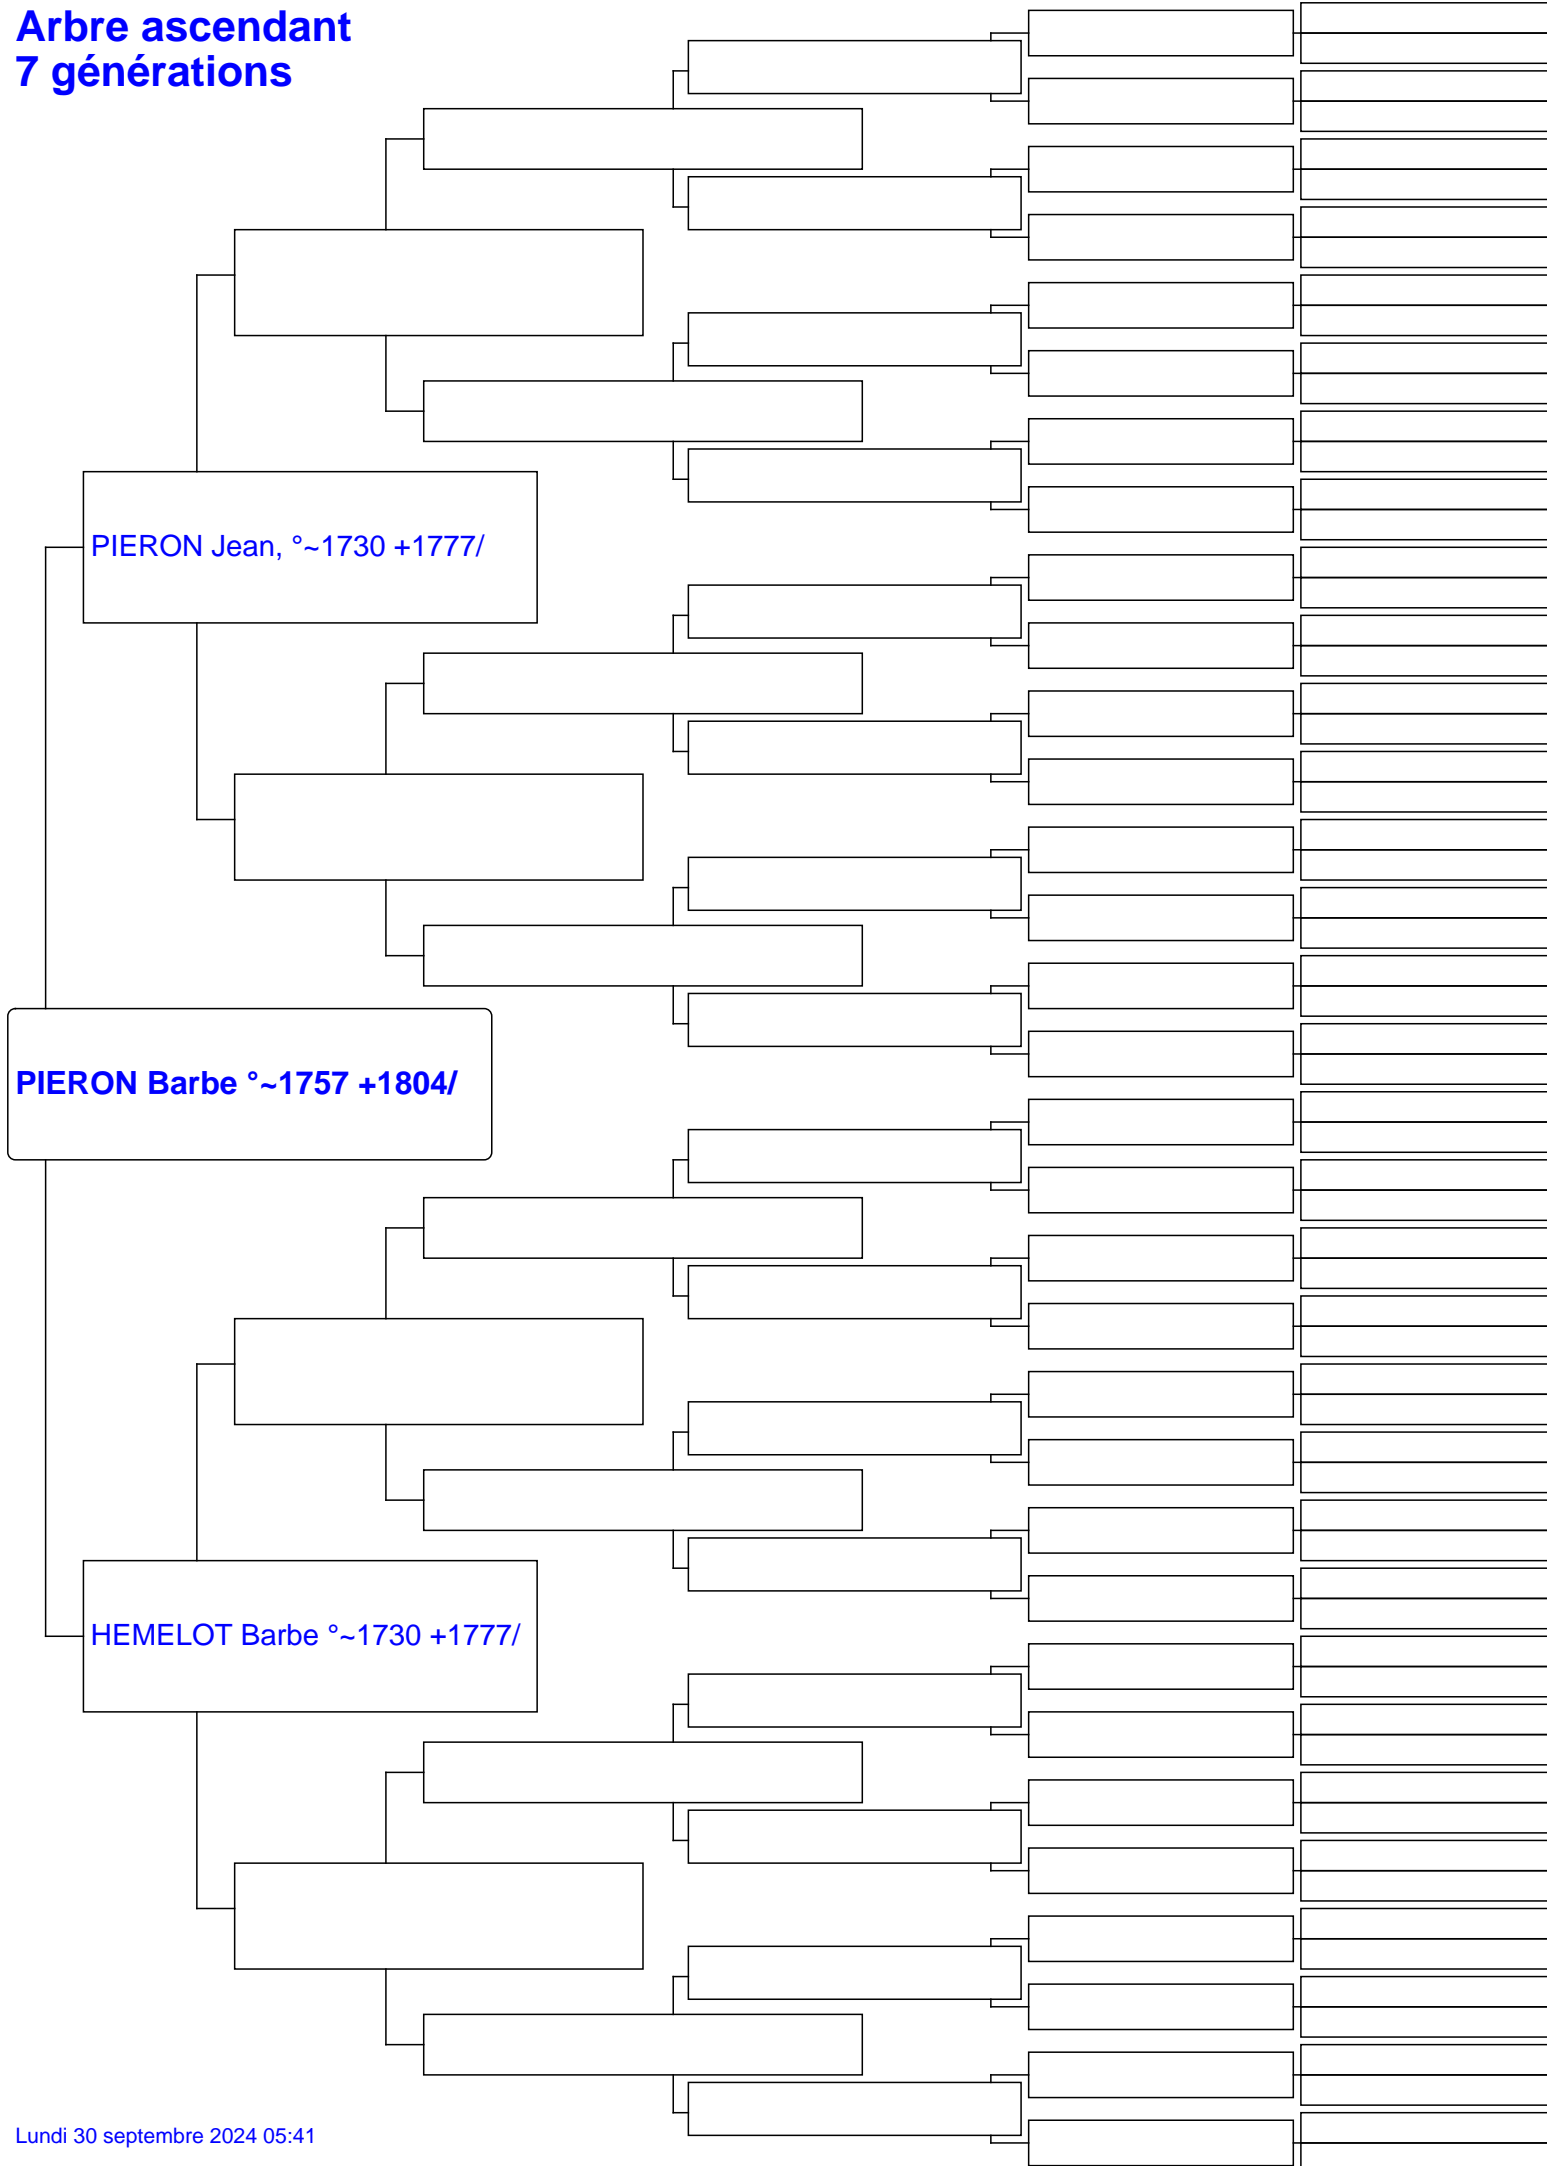 Arbre ascendant
7 générations
PIERON Jean, °~1730 +1777/
PIERON Barbe °~1757 +1804/
HEMELOT Barbe °~1730 +1777/
Lundi 30 septembre 2024 05:41